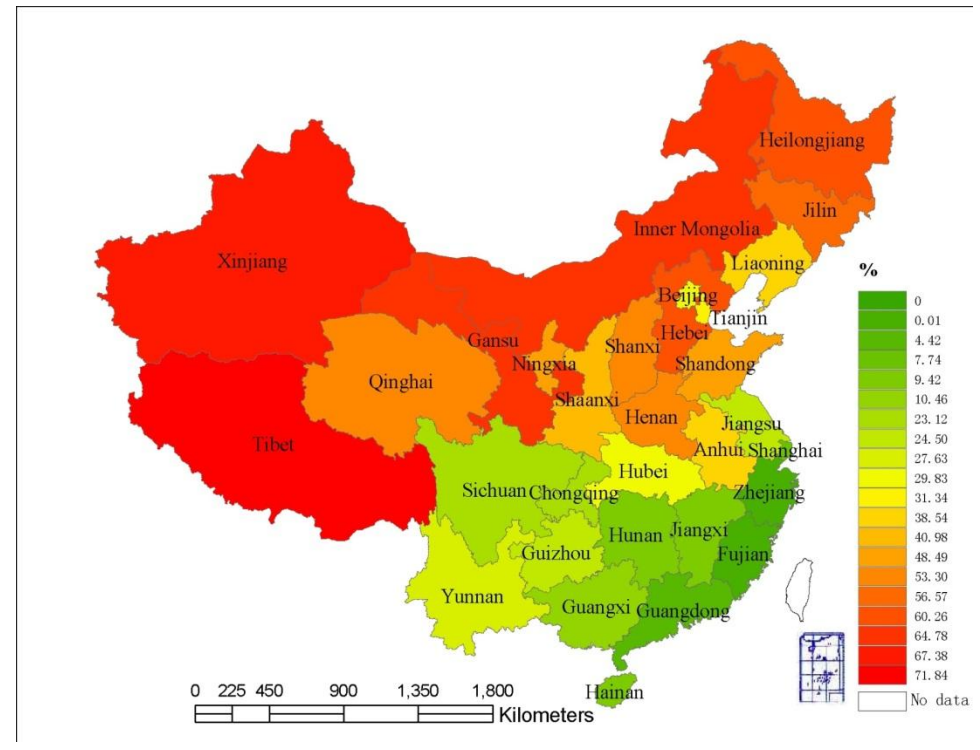 Heilongjiang
Jilin
Inner Mongolia
Liaoning
Xinjiang
Beijing
Tianjin
Hebei
Gansu
Shanxi
Ningxia
Shandong
Qinghai
Shaanxi
Henan
Tibet
Jiangsu
Anhui
Shanghai
Hubei
Sichuan
Chongqing
Zhejiang
Hunan
Jiangxi
Guizhou
Fujian
Yunnan
Guangxi
Guangdong
Hainan
%
0
0.01
4.42
7.74
9.42
10.46
23.12
24.50
27.63
29.83
31.34
38.54
40.98
48.49
53.30
56.57
60.26
64.78
67.38
71.84
No data
0 225 450 900 1,350 1,800
Kilometers